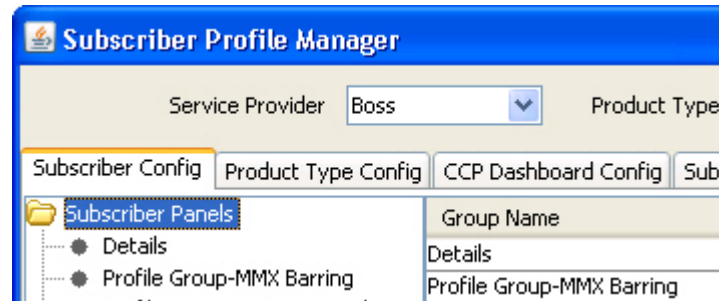 Subscriber Profile Manager
Service Provider Boss Product Type
Subscriber Config Product Type Config CCP Dashboard Config Sub
Subscriber Panels Group Name
Details Details
Profile Group-MMX Barring Profile Group-MMX Barring